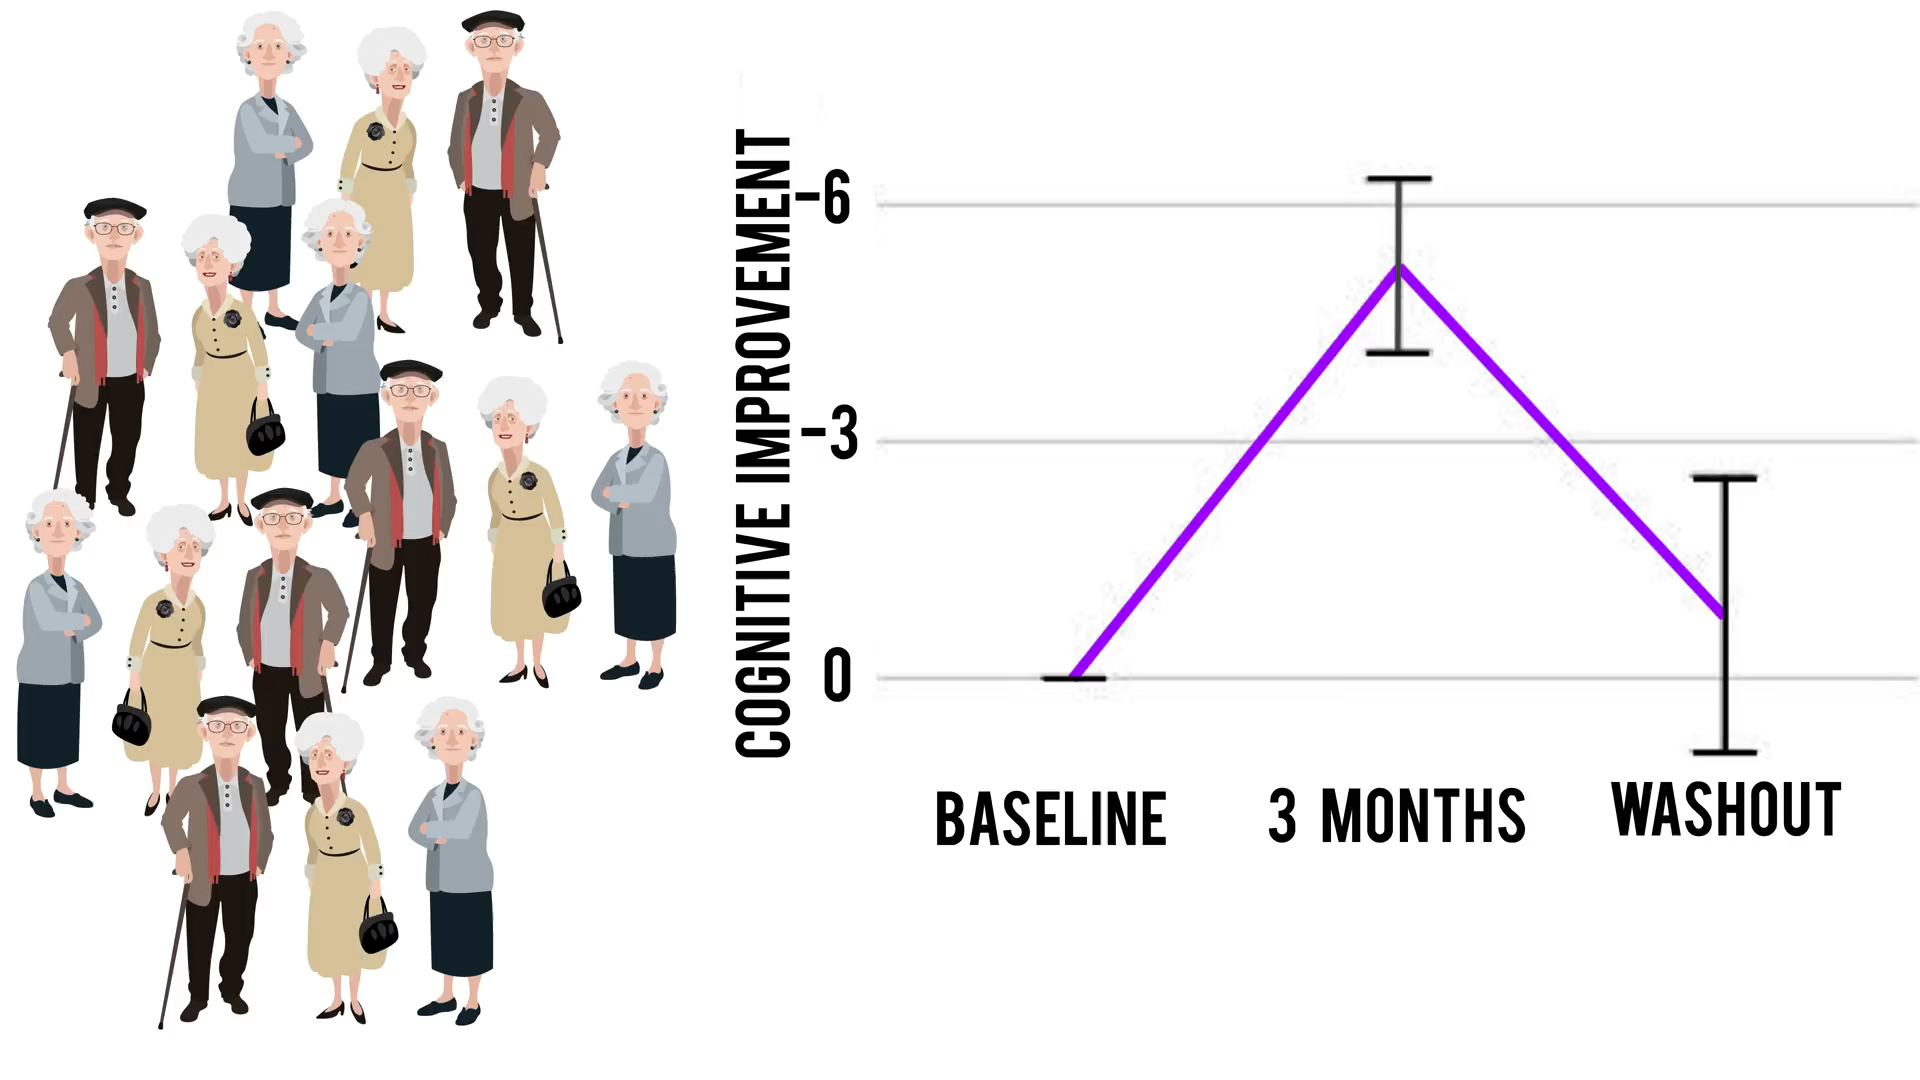 COGNITIVE IMPROVEMENT
-6
-3
0
BASELINE
3 MONTHS
WASHOUT